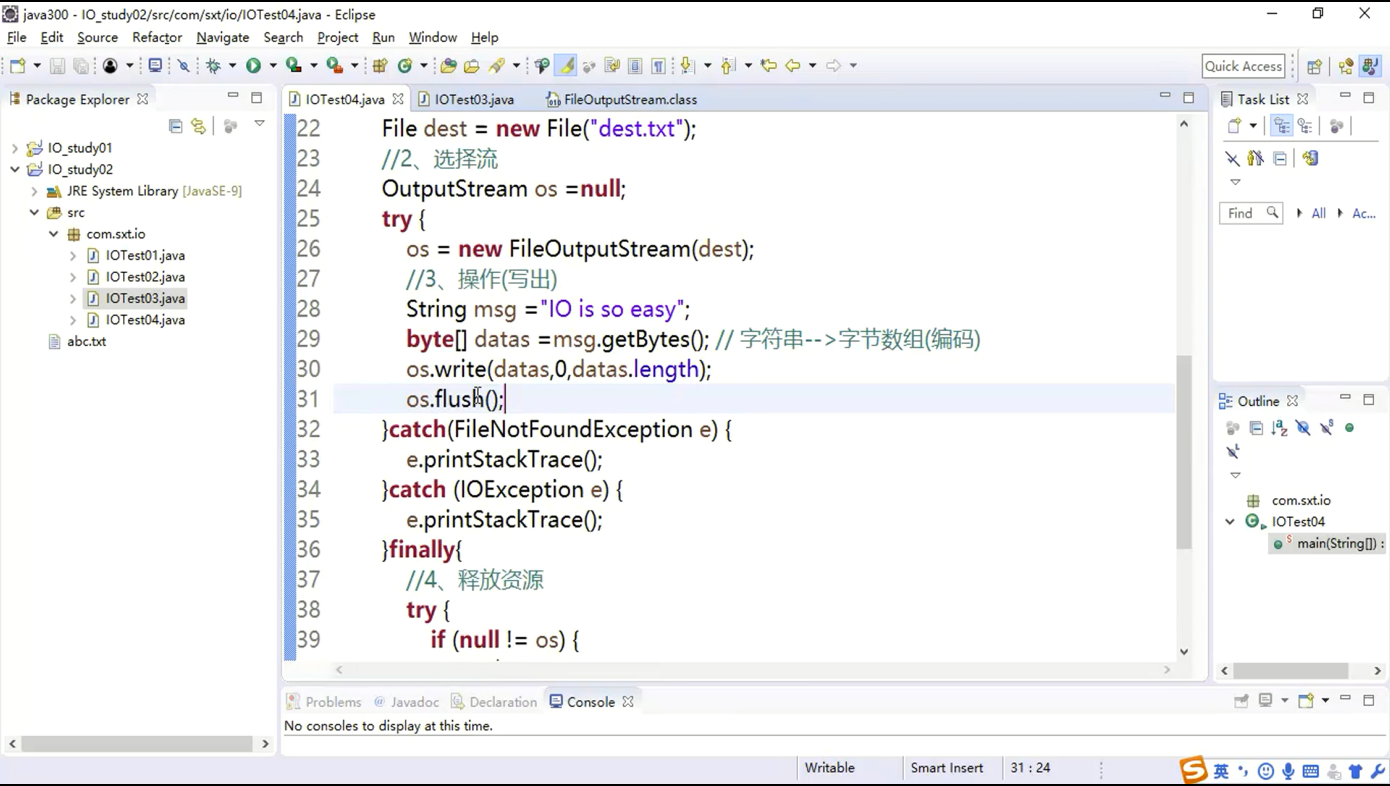 java300 - IO_study02/src/com/sxt/io/IOTest04.java - Eclipse
File Edit Source Refactor Navigate Search Project Run Window Help
Quick Access
Package Explorer
IO_study01
IO_study02
JRE System Library [JavaSE-9]
src
com.sxt.io
IOTest01.java
IOTest02.java
IOTest03.java
IOTest04.java
abc.txt
IOTest04.java IOTest03.java FileOutputStream.class
22 File dest = new File("dest.txt");
23 //2、选择流
24 OutputStream os =null;
25 try {
26 os = new FileOutputStream(dest);
27 //3、操作(写出)
28 String msg ="IO is so easy";
29 byte[] datas =msg.getBytes(); // 字符串-->字节数组(编码)
30 os.write(datas,0,datas.length);
31 os.flush();
32 }catch(FileNotFoundException e) {
33 e.printStackTrace();
34 }catch (IOException e) {
35 e.printStackTrace();
36 }finally{
37 //4、释放资源
38 try {
39 if (null != os) {
Task List
Find All Ac...
Outline
com.sxt.io
IOTest04
main(String[]) :
Problems @ Javadoc Declaration Console
No consoles to display at this time.
Writable Smart Insert 31 : 24
英